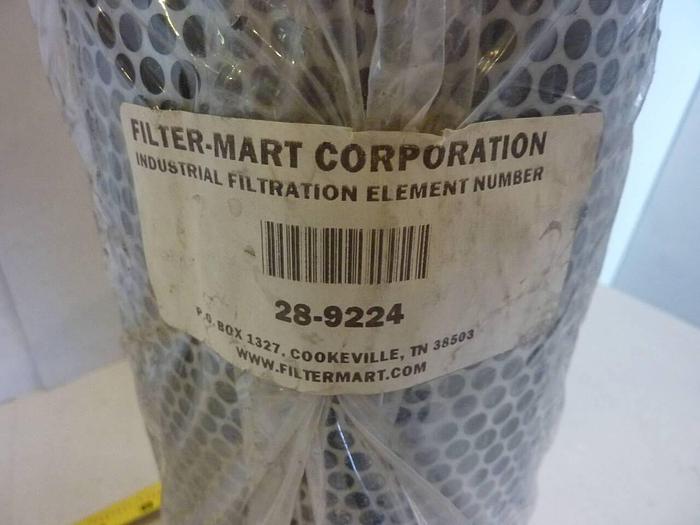 FILTER-MART CORPORATION
INDUSTRIAL FILTRATION ELEMENT NUMBER
28-9224
P.O. BOX 1327, COOKEVILLE, TN 38503
WWW.FILTERMART.COM